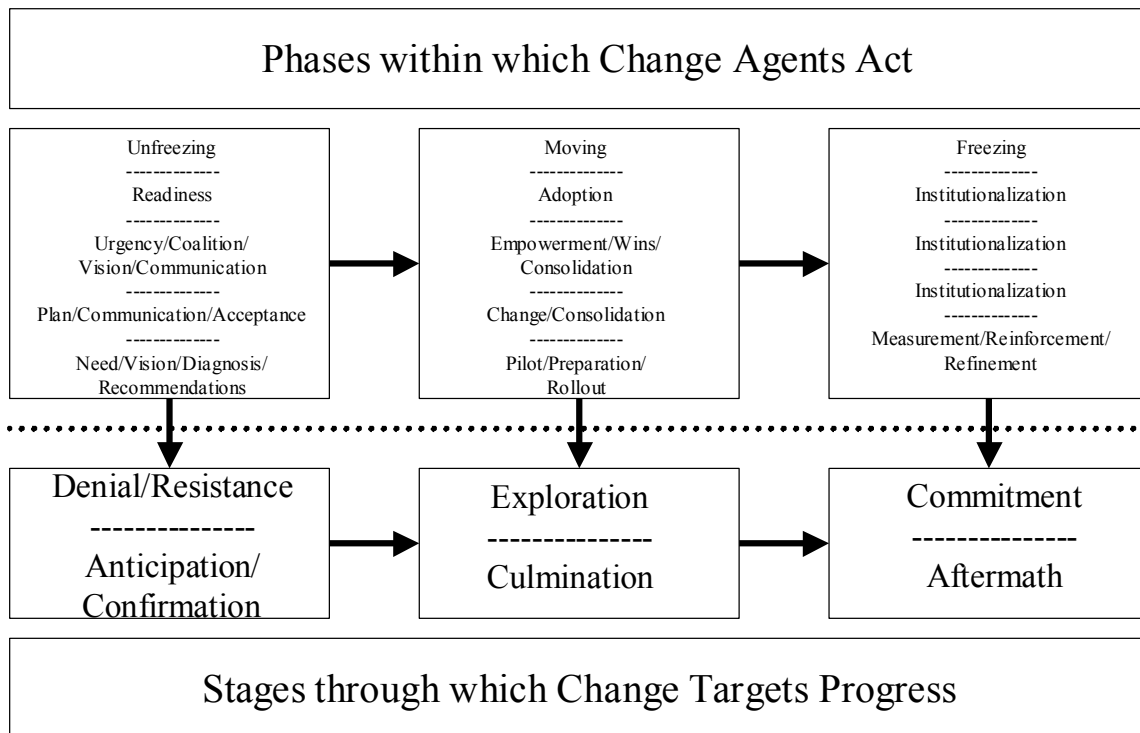 Phases within which Change Agents Act
Unfreezing
--------------
Readiness
--------------
Urgency/Coalition/
Vision/Communication
--------------
Plan/Communication/Acceptance
--------------
Need/Vision/Diagnosis/
Recommendations
Moving
--------------
Adoption
--------------
Empowerment/Wins/
Consolidation
--------------
Change/Consolidation
--------------
Pilot/Preparation/
Rollout
Freezing
--------------
Institutionalization
--------------
Institutionalization
--------------
Institutionalization
--------------
Measurement/Reinforcement/
Refinement
Denial/Resistance
---------------
Anticipation/
Confirmation
Exploration
---------------
Culmination
Commitment
---------------
Aftermath
Stages through which Change Targets Progress